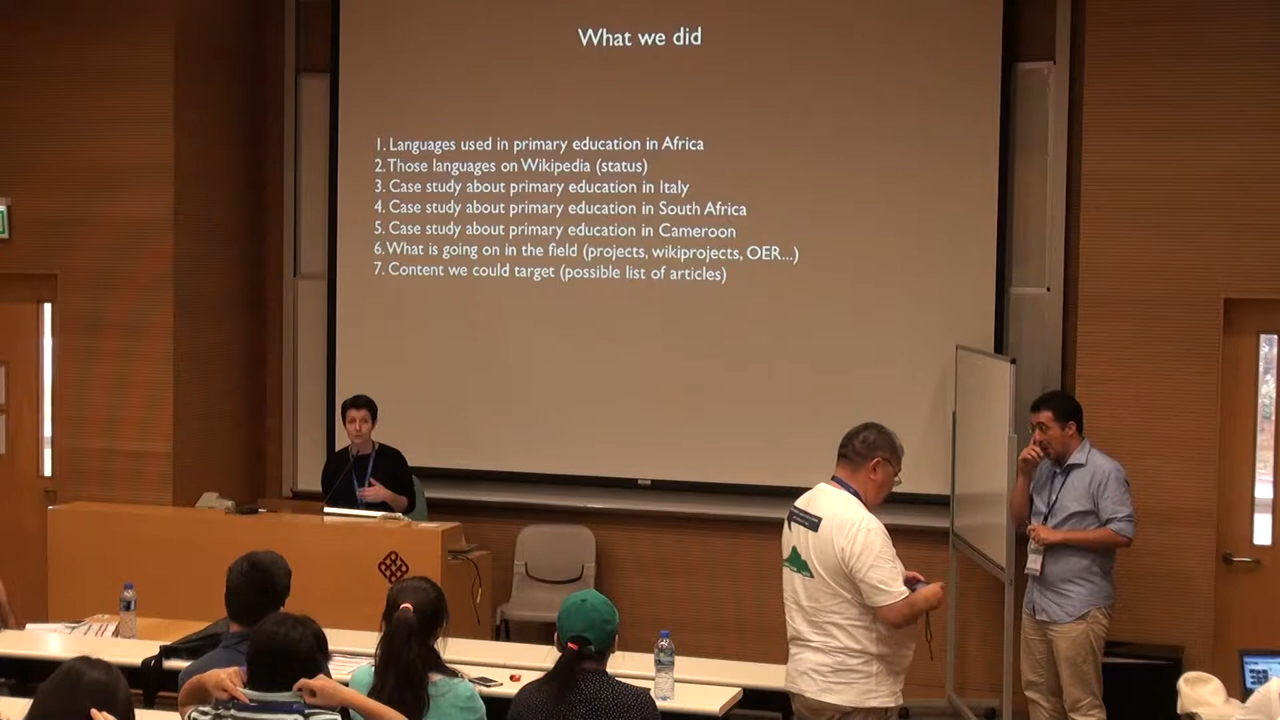 What we did
1. Languages used in primary education in Africa
2. Those languages on Wikipedia (status)
3. Case study about primary education in Italy
4. Case study about primary education in South Africa
5. Case study about primary education in Cameroon
6. What is going on in the field (projects, wikiprojects, OER...)
7. Content we could target (possible list of articles)